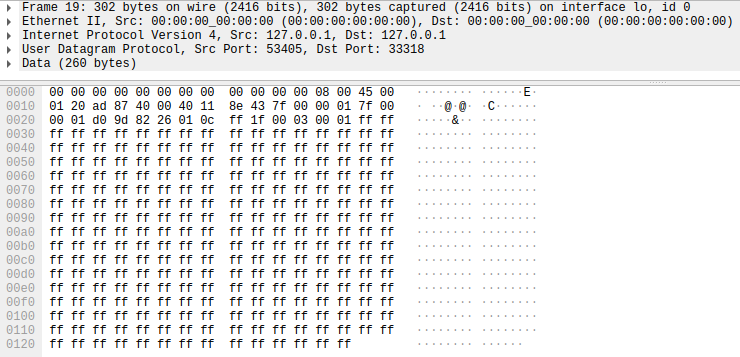 Frame 19: 302 bytes on wire (2416 bits), 302 bytes captured (2416 bits) on interface lo, id 0
Ethernet II, Src: 00:00:00_00:00:00 (00:00:00:00:00:00), Dst: 00:00:00_00:00:00 (00:00:00:00:00:00)
Internet Protocol Version 4, Src: 127.0.0.1, Dst: 127.0.0.1
User Datagram Protocol, Src Port: 53405, Dst Port: 33318
Data (260 bytes)
0000 00 00 00 00 00 00 00 00 00 00 00 00 08 00 45 00 ········ ······E·
0010 01 20 ad 87 40 00 40 11 8e 43 7f 00 00 01 7f 00 · ··@·@· ·C······
0020 00 01 d0 9d 82 26 01 0c ff 1f 00 03 00 01 ff ff ·····&·· ········
0030 ff ff ff ff ff ff ff ff ff ff ff ff ff ff ff ff ········ ········
0040 ff ff ff ff ff ff ff ff ff ff ff ff ff ff ff ff ········ ········
0050 ff ff ff ff ff ff ff ff ff ff ff ff ff ff ff ff ········ ········
0060 ff ff ff ff ff ff ff ff ff ff ff ff ff ff ff ff ········ ········
0070 ff ff ff ff ff ff ff ff ff ff ff ff ff ff ff ff ········ ········
0080 ff ff ff ff ff ff ff ff ff ff ff ff ff ff ff ff ········ ········
0090 ff ff ff ff ff ff ff ff ff ff ff ff ff ff ff ff ········ ········
00a0 ff ff ff ff ff ff ff ff ff ff ff ff ff ff ff ff ········ ········
00b0 ff ff ff ff ff ff ff ff ff ff ff ff ff ff ff ff ········ ········
00c0 ff ff ff ff ff ff ff ff ff ff ff ff ff ff ff ff ········ ········
00d0 ff ff ff ff ff ff ff ff ff ff ff ff ff ff ff ff ········ ········
00e0 ff ff ff ff ff ff ff ff ff ff ff ff ff ff ff ff ········ ········
00f0 ff ff ff ff ff ff ff ff ff ff ff ff ff ff ff ff ········ ········
0100 ff ff ff ff ff ff ff ff ff ff ff ff ff ff ff ff ········ ········
0110 ff ff ff ff ff ff ff ff ff ff ff ff ff ff ff ff ········ ········
0120 ff ff ff ff ff ff ff ff ff ff ff ff ff ff ········ ······